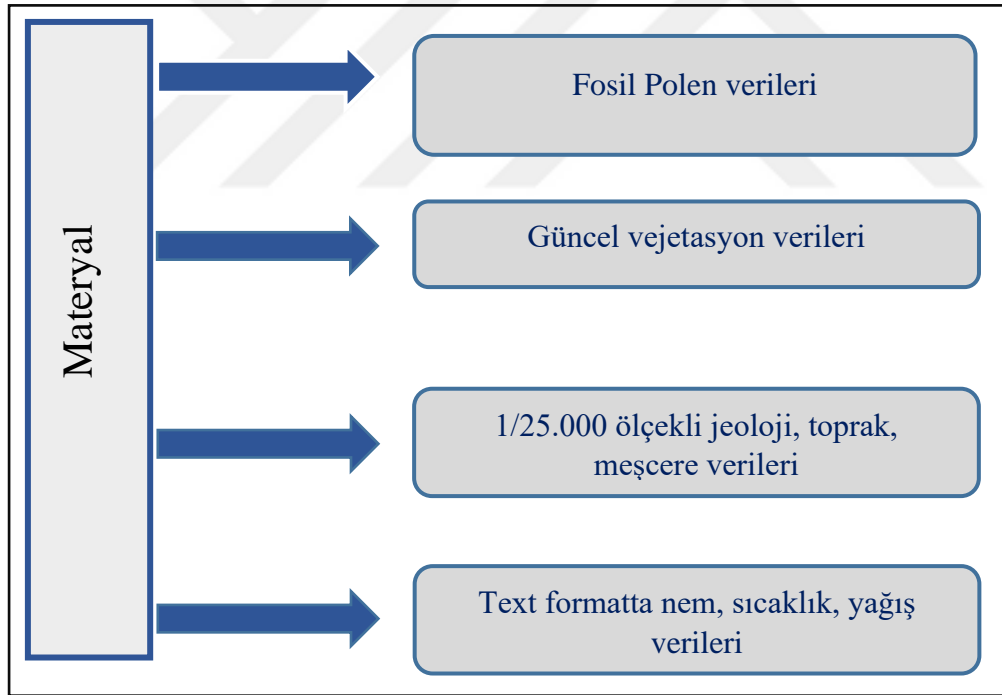 Materyal
Fosil Polen verileri
Güncel vejetasyon verileri
1/25.000 ölçekli jeoloji, toprak,
meşcere verileri
Text formatta nem, sıcaklık, yağış
verileri